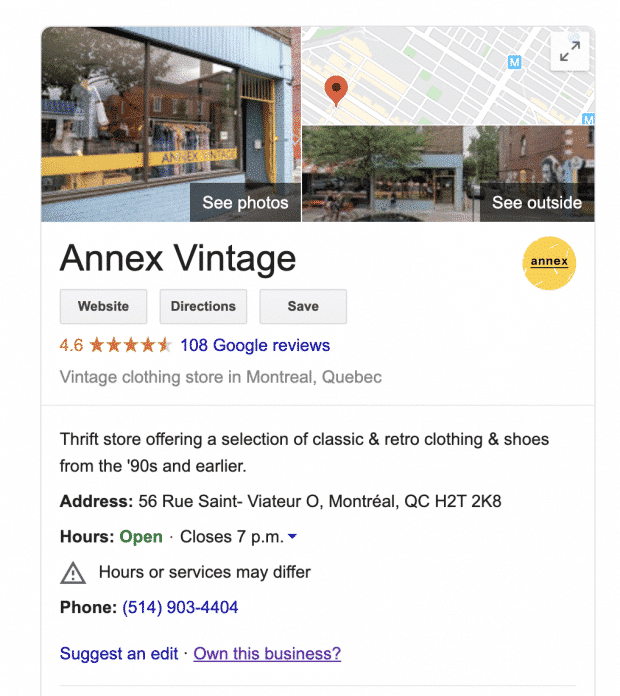 ANNEX VINTAGE
See photos
M
M
See outside
Annex Vintage
annex
Website
Directions
Save
4.6 108 Google reviews
Vintage clothing store in Montreal, Quebec
Thrift store offering a selection of classic & retro clothing & shoes
from the '90s and earlier.
Address: 56 Rue Saint- Viateur O, Montréal, QC H2T 2K8
Hours: Open · Closes 7 p.m.
Hours or services may differ
Phone: (514) 903-4404
Suggest an edit · Own this business?